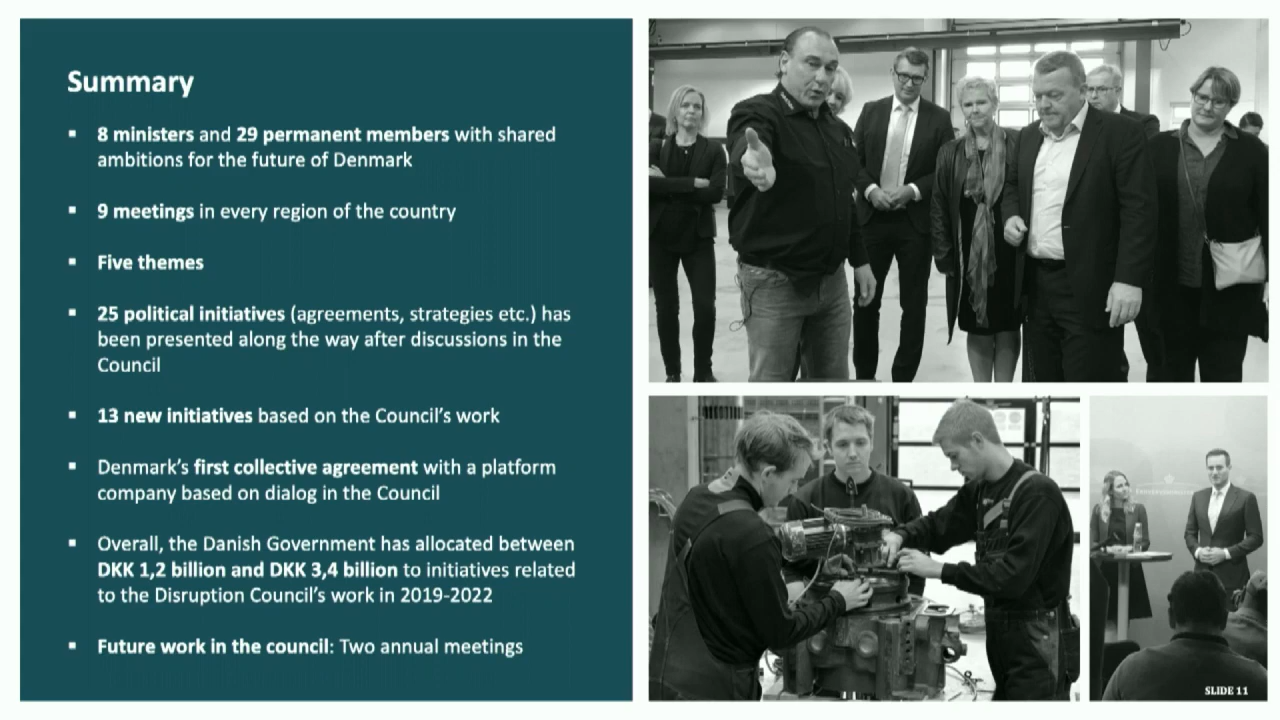 Summary
▪ 8 ministers and 29 permanent members with shared
ambitions for the future of Denmark
▪ 9 meetings in every region of the country
▪ Five themes
▪ 25 political initiatives (agreements, strategies etc.) has
been presented along the way after discussions in the
Council
▪ 13 new initiatives based on the Council's work
▪ Denmark's first collective agreement with a platform
company based on dialog in the Council
▪ Overall, the Danish Government has allocated between
DKK 1,2 billion and DKK 3,4 billion to initiatives related
to the Disruption Council's work in 2019-2022
▪ Future work in the council: Two annual meetings
SLIDE 11